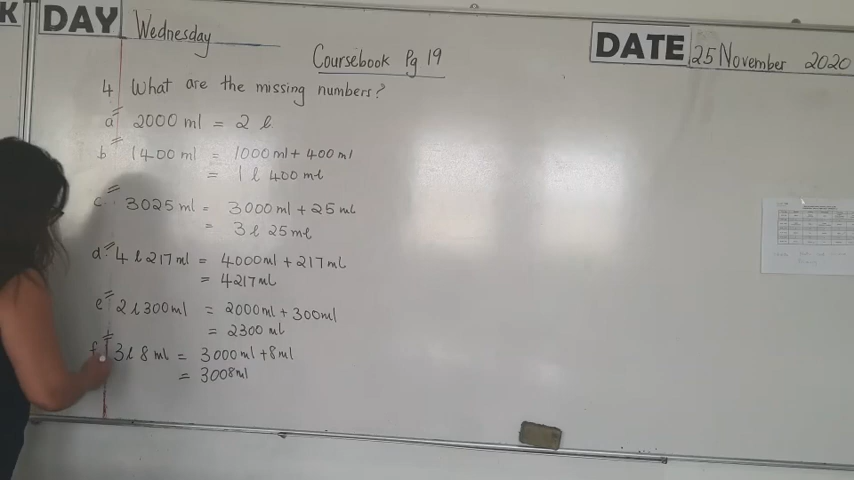 K DAY Wednesday
DATE 25 November 2020
Coursebook Pg 19
4 What are the missing numbers?
a 2000 ml = 2 l
b 1400 ml = 1000 ml + 400 ml
= 1 l 400 ml
c 3025 ml = 3000 ml + 25 ml
= 3 l 25 ml
d 4 l 217 ml = 4000 ml + 217 ml
= 4217 ml
e 2 l 300 ml = 2000 ml + 300 ml
= 2300 ml
f 3 l 8 ml = 3000 ml + 8 ml
= 3008 ml